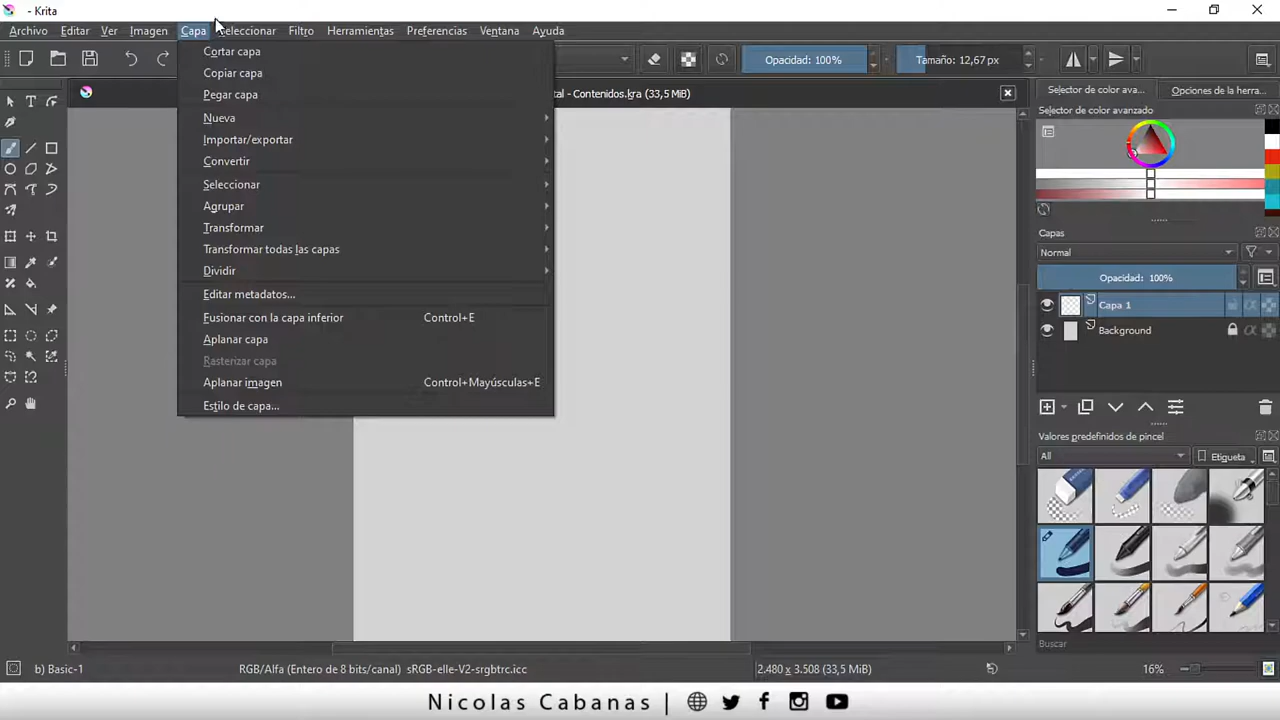 - Krita
Archivo Editar Ver Imagen Capa Seleccionar Filtro Herramientas Preferencias Ventana Ayuda
Opacidad: 100% Tamaño: 12,67 px
Cortar capa
Copiar capa
Pegar capa
Nueva
Importar/exportar
Convertir
Seleccionar
Agrupar
Transformar
Transformar todas las capas
Dividir
Editar metadatos...
Fusionar con la capa inferior Control+E
Aplanar capa
Rasterizar capa
Aplanar imagen Control+Mayúsculas+E
Estilo de capa...
- Contenidos.kra (33,5 MiB)
Selector de color ava... Opciones de la herra...
Selector de color avanzado
Capas
Normal
Opacidad: 100%
Capa 1
Background
Valores predefinidos de pincel
All Etiqueta
Buscar
b) Basic-1 RGB/Alfa (Entero de 8 bits/canal) sRGB-elle-V2-srgbtrc.icc 2.480 x 3.508 (33,5 MiB) 16%
Nicolas Cabanas |